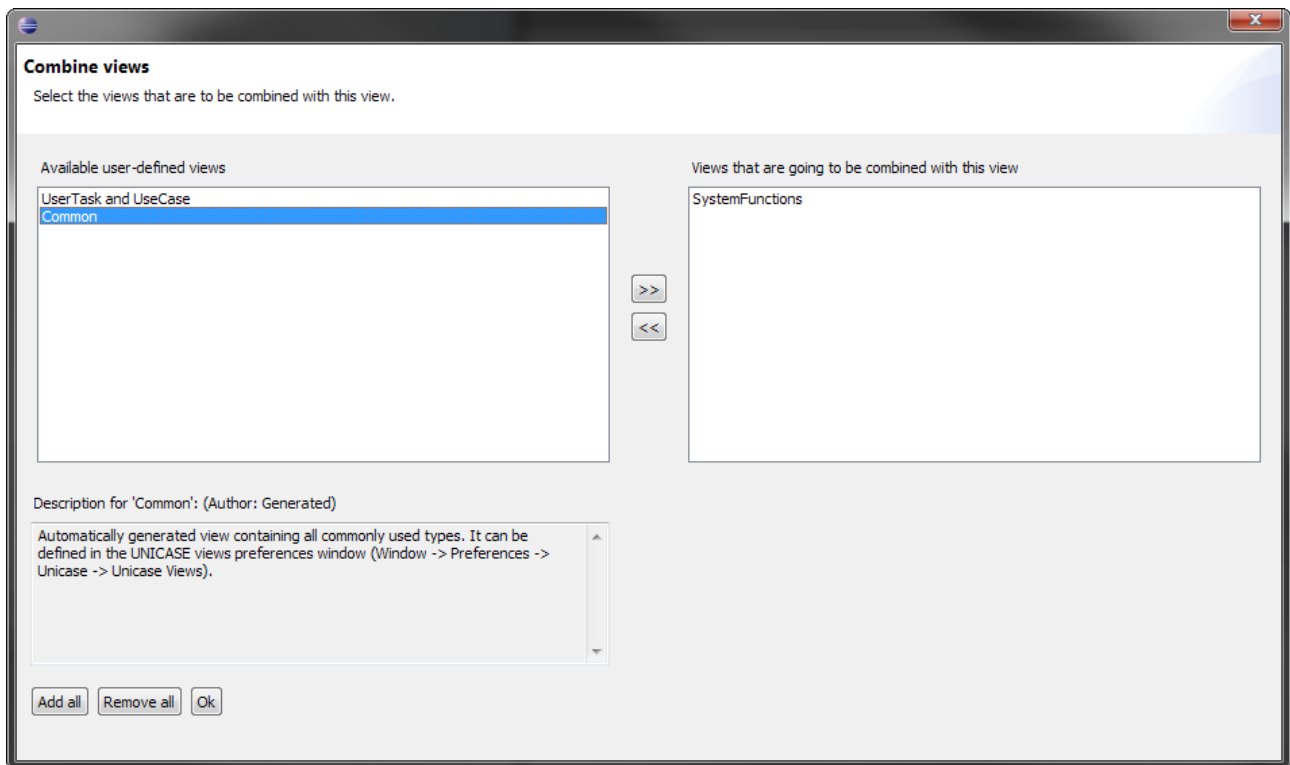 Combine views
Select the views that are to be combined with this view.
Available user-defined views
UserTask and UseCase
Common
Views that are going to be combined with this view
SystemFunctions
>>
<<
Description for 'Common': (Author: Generated)
Automatically generated view containing all commonly used types. It can be
defined in the UNICASE views preferences window (Window -> Preferences ->
Unicase -> Unicase Views).
Add all
Remove all
Ok